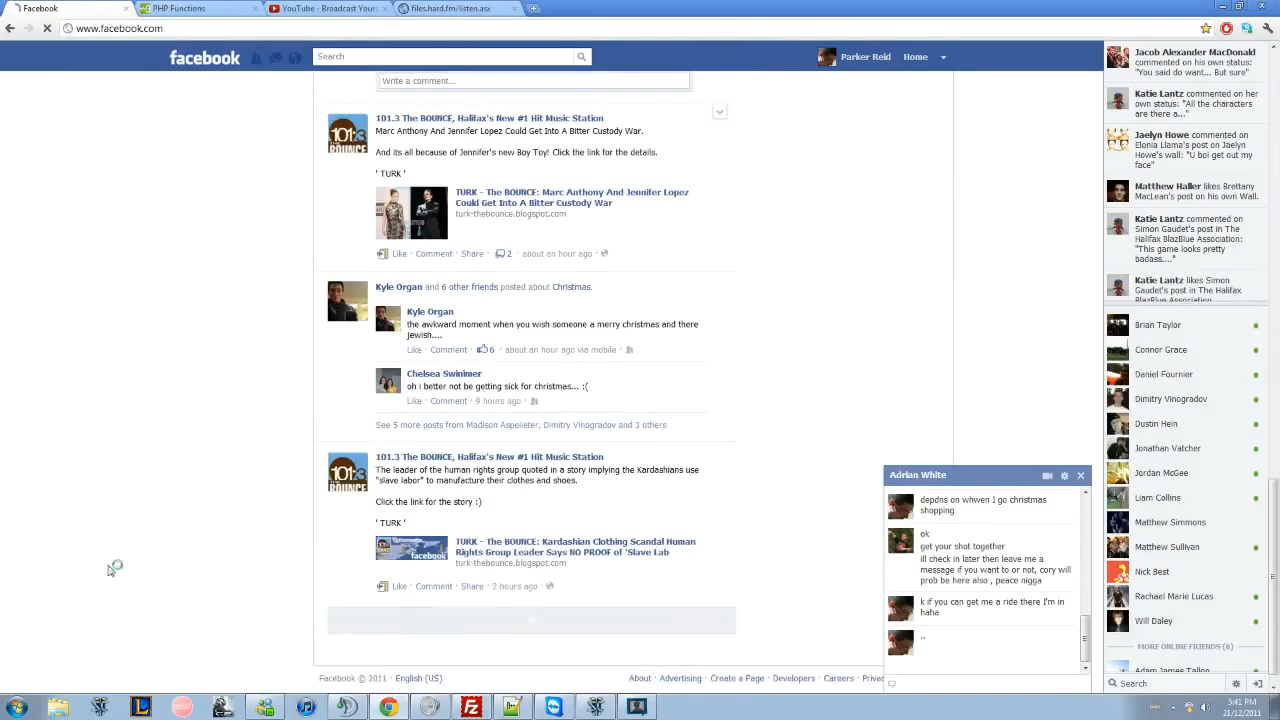 Facebook
PHP Functions
YouTube - Broadcast Yours
files.hard.fm/listen.asx
www.facebook.com
facebook
Search
Parker Reid
Home
Write a comment...
101.3 The BOUNCE, Halifax's New #1 Hit Music Station
Marc Anthony And Jennifer Lopez Could Get Into A Bitter Custody War.
And its all because of Jennifer's new Boy Toy! Click the link for the details.
' TURK '
TURK - The BOUNCE: Marc Anthony And Jennifer Lopez
Could Get Into A Bitter Custody War
turk-thebounce.blogspot.com
Like · Comment · Share · 2 · about an hour ago ·
Kyle Organ and 6 other friends posted about Christmas.
Kyle Organ
the awkward moment when you wish someone a merry christmas and there
jewish....
Like · Comment · 6 · about an hour ago via mobile ·
Chelsea Swinimer
oh i better not be getting sick for christmas... :(
Like · Comment · 9 hours ago ·
See 5 more posts from Madison Aspelieter, Dimitry Vinogradov and 3 others
101.3 The BOUNCE, Halifax's New #1 Hit Music Station
The leader of the human rights group quoted in a story implying the Kardashians use
"slave labor" to manufacture their clothes and shoes.
Click the link for the story :)
' TURK '
TURK - The BOUNCE: Kardashian Clothing Scandal Human
Rights Group Leader Says NO PROOF of 'Slave Lab
turk-thebounce.blogspot.com
Like · Comment · Share · 2 hours ago ·
Facebook © 2011 · English (US)
About · Advertising · Create a Page · Developers · Careers · Privac
Adrian White
depdns on whwen I go christmas
shopping
ok
get your shot together
ill check in later then leave me a
message if you want to or not, cory will
prob be here also , peace nigga
k if you can get me a ride there I'm in
haha
..
Jacob Alexander MacDonald
commented on his own status:
"You said do want... But sure"
Katie Lantz commented on her
own status: "All the characters
are there a..."
Jaelyn Howe commented on
Elonia Llama's post on Jaelyn
Howe's wall: "U boi get out my
face"
Matthew Haller likes Brettany
MacLean's post on his own Wall.
Katie Lantz commented on
Simon Gaudet's post in The
Halifax BlazBlue Association:
"This game looks pretty
badass...."
Katie Lantz likes Simon
Gaudet's post in The Halifax
BlazBlue Association
Brian Taylor
Connor Grace
Daniel Fournier
Dimitry Vinogradov
Dustin Hein
Jonathan Vatcher
Jordan McGee
Liam Collins
Matthew Simmons
Matthew Sullivan
Nick Best
Rachael Marie Lucas
Will Daley
MORE ONLINE FRIENDS (6)
Adam James Tallon
Search
5:41 PM
21/12/2011